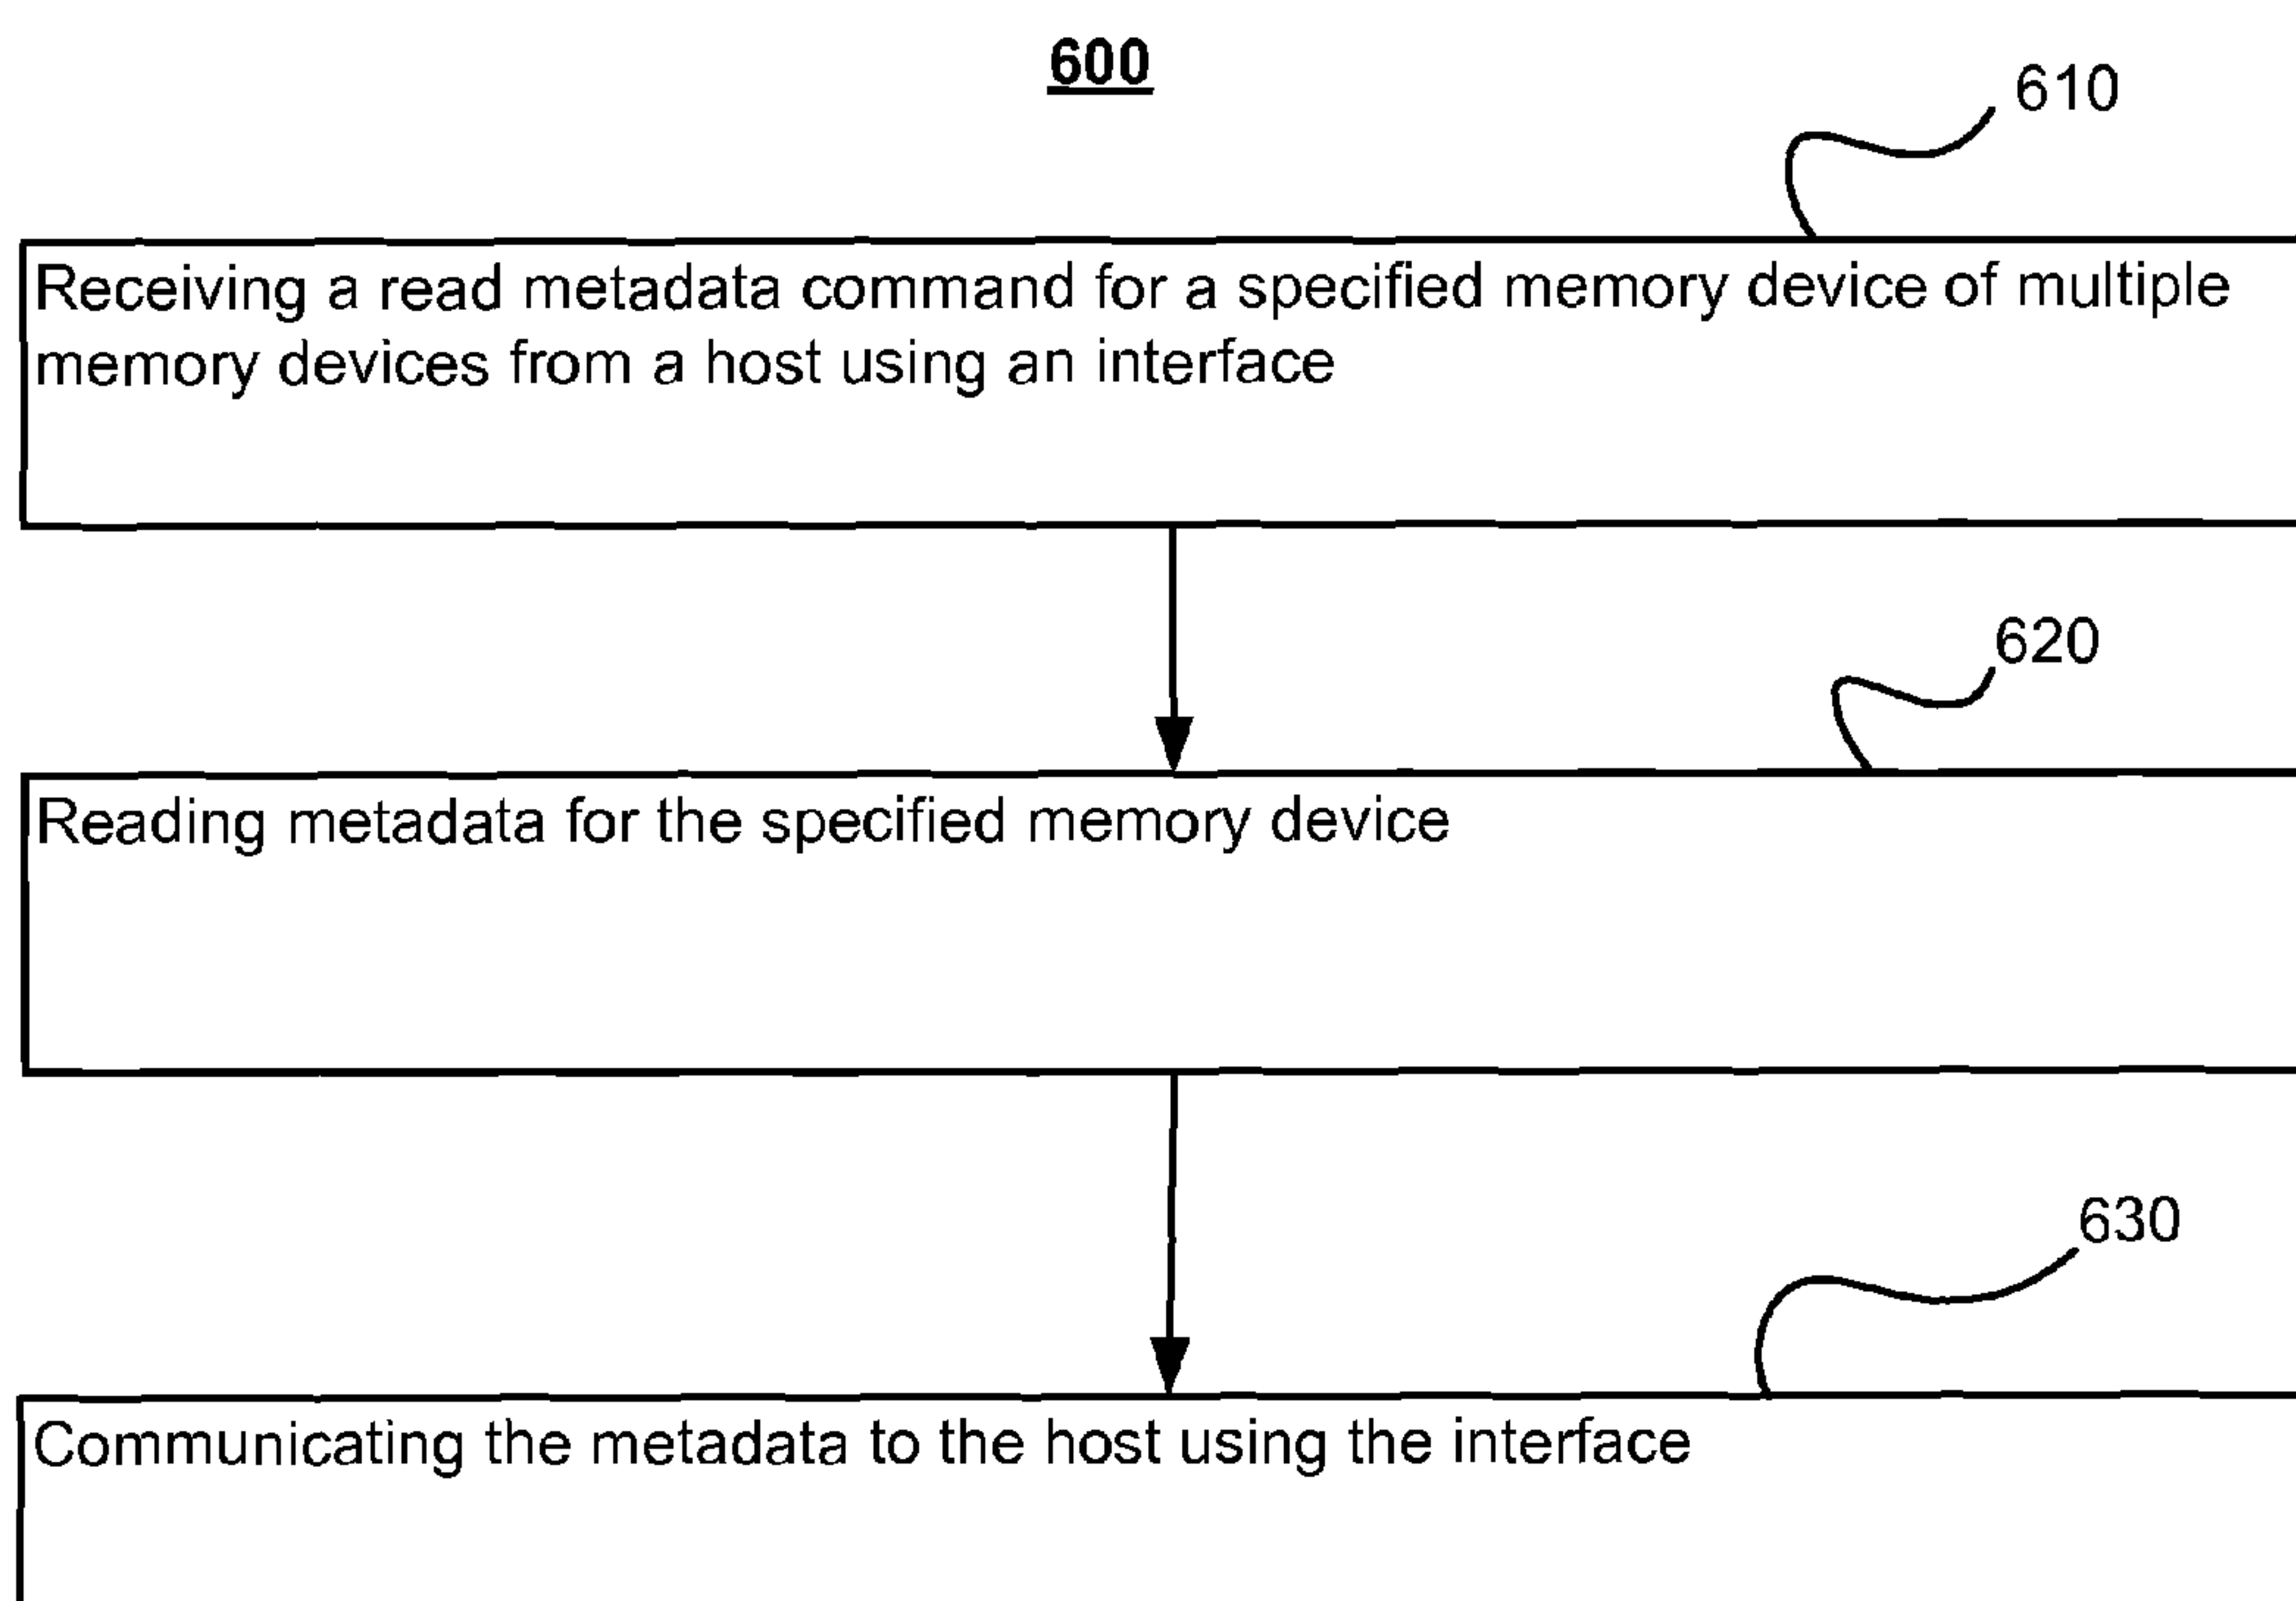 600
610
Receiving a read metadata command for a specified memory device of multiple
memory devices from a host using an interface
620
Reading metadata for the specified memory device
630
Communicating the metadata to the host using the interface